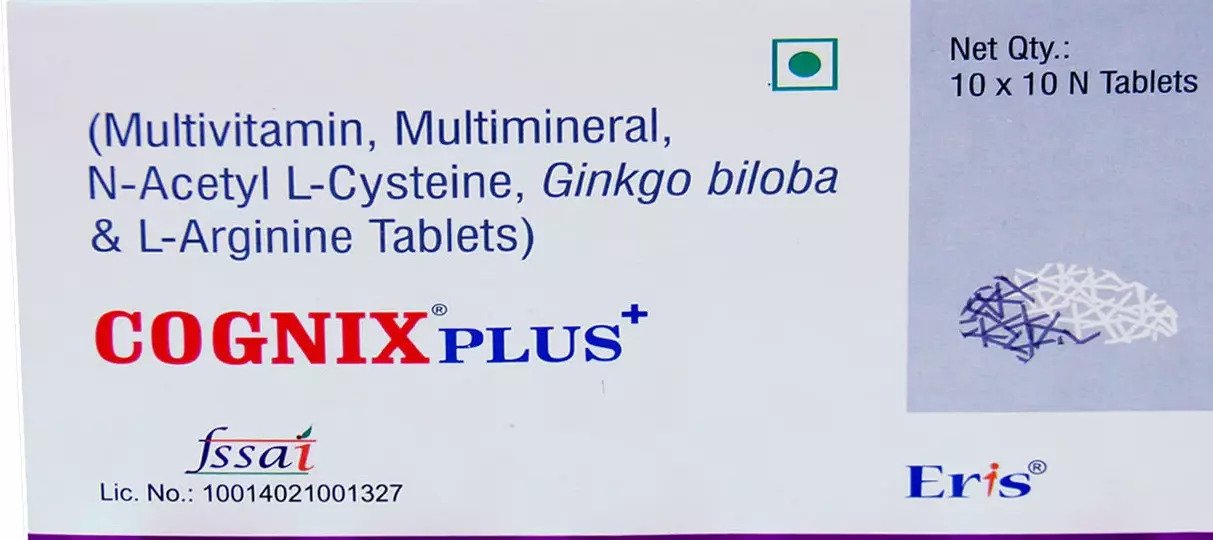 Net Qty.:
10 x 10 N Tablets
(Multivitamin, Multimineral,
N-Acetyl L-Cysteine, Ginkgo biloba
& L-Arginine Tablets)
COGNIX® PLUS+
fssai
Lic. No.: 10014021001327
Eris®